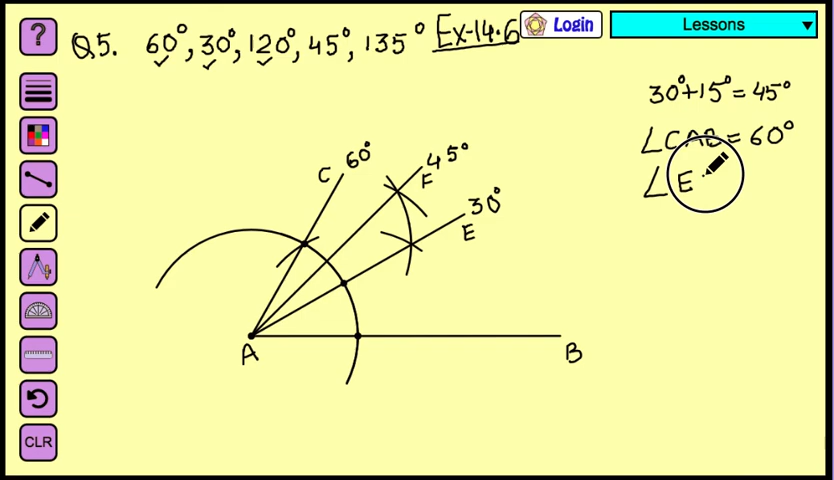 Q5. 60°, 30°, 120°, 45°, 135° Ex-14.6
Login
Lessons
?
30°+15°=45°
∠CAB=60°
∠E
C 60°
45°
F
30°
E
A
B
CLR